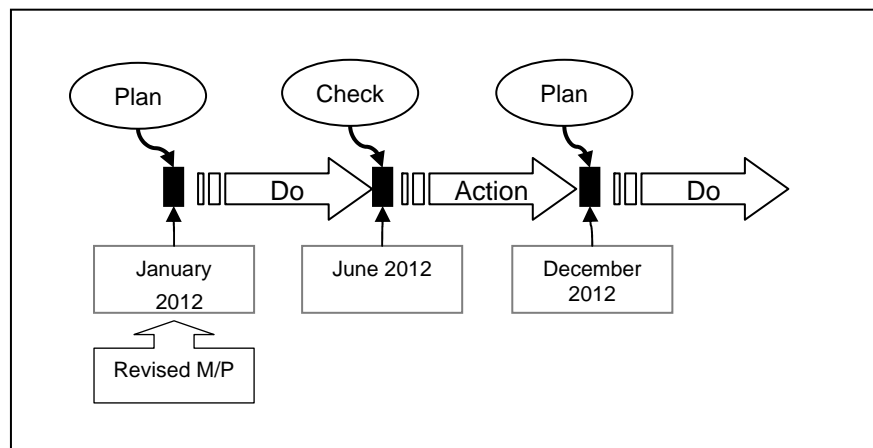 Plan
Check
Plan
Do
Action
Do
January
2012
June 2012
December
2012
Revised M/P